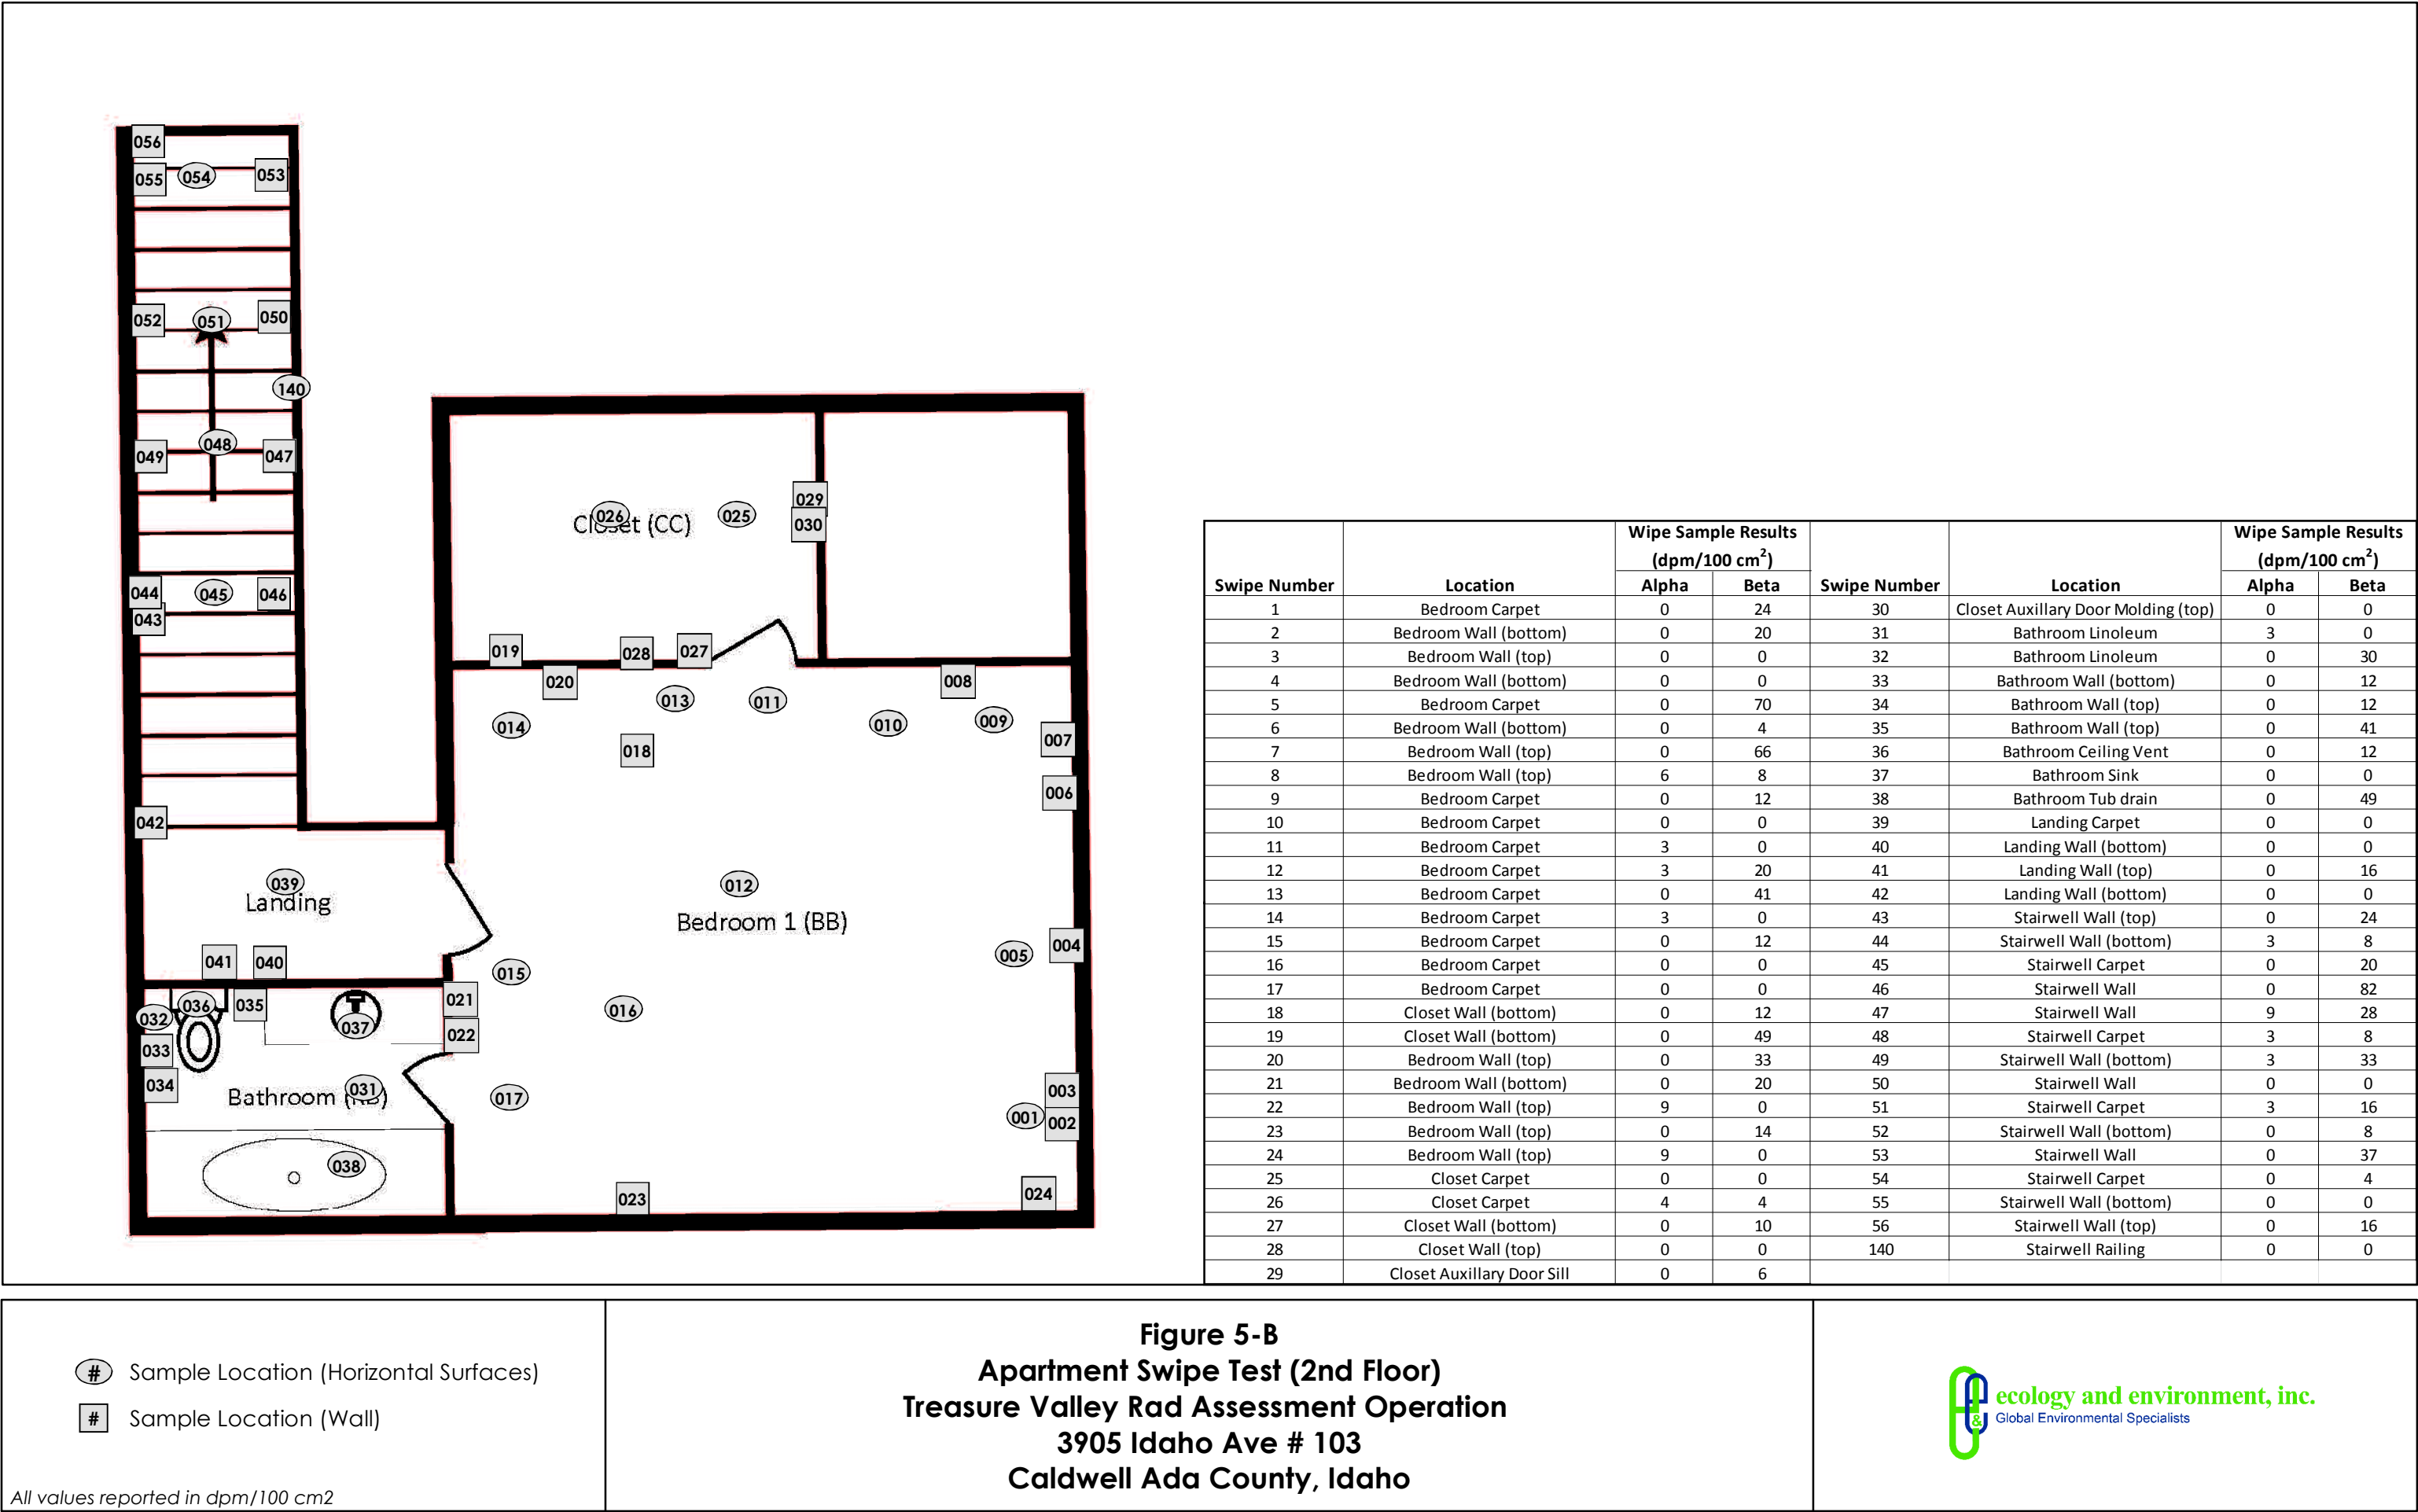 056
055 054 053
052 051 050
140
049 048 047
044 045 046
043
042
Closet (CC)
026 025 029
030
019 028 027
020 013 011 008
014 010 009
018 007
006
012
Bedroom 1 (BB)
005 004
015
016
017
003
001 002
023 024
039
Landing
041 040
021
022
032 036 035
037
033
034
Bathroom
031
038
Wipe Sample Results (dpm/100 cm2) Wipe Sample Results (dpm/100 cm2)
Swipe Number Location Alpha Beta Swipe Number Location Alpha Beta
1 Bedroom Carpet 0 24 30 Closet Auxillary Door Molding (top) 0 0
2 Bedroom Wall (bottom) 0 20 31 Bathroom Linoleum 3 0
3 Bedroom Wall (top) 0 0 32 Bathroom Linoleum 0 30
4 Bedroom Wall (bottom) 0 0 33 Bathroom Wall (bottom) 0 12
5 Bedroom Carpet 0 70 34 Bathroom Wall (top) 0 12
6 Bedroom Wall (bottom) 0 4 35 Bathroom Wall (top) 0 41
7 Bedroom Wall (top) 0 66 36 Bathroom Ceiling Vent 0 12
8 Bedroom Wall (top) 6 8 37 Bathroom Sink 0 0
9 Bedroom Carpet 0 12 38 Bathroom Tub drain 0 49
10 Bedroom Carpet 0 0 39 Landing Carpet 0 0
11 Bedroom Carpet 3 0 40 Landing Wall (bottom) 0 0
12 Bedroom Carpet 3 20 41 Landing Wall (top) 0 16
13 Bedroom Carpet 0 41 42 Landing Wall (bottom) 0 0
14 Bedroom Carpet 3 0 43 Stairwell Wall (top) 0 24
15 Bedroom Carpet 0 12 44 Stairwell Wall (bottom) 3 8
16 Bedroom Carpet 0 0 45 Stairwell Carpet 0 20
17 Bedroom Carpet 0 0 46 Stairwell Wall 0 82
18 Closet Wall (bottom) 0 12 47 Stairwell Wall 9 28
19 Closet Wall (bottom) 0 49 48 Stairwell Carpet 3 8
20 Bedroom Wall (top) 0 33 49 Stairwell Wall (bottom) 3 33
21 Bedroom Wall (bottom) 0 20 50 Stairwell Wall 0 0
22 Bedroom Wall (top) 9 0 51 Stairwell Carpet 3 16
23 Bedroom Wall (top) 0 14 52 Stairwell Wall (bottom) 0 8
24 Bedroom Wall (top) 9 0 53 Stairwell Wall 0 37
25 Closet Carpet 0 0 54 Stairwell Carpet 0 4
26 Closet Carpet 4 4 55 Stairwell Wall (bottom) 0 0
27 Closet Wall (bottom) 0 10 56 Stairwell Wall (top) 0 16
28 Closet Wall (top) 0 0 140 Stairwell Railing 0 0
29 Closet Auxillary Door Sill 0 6
# Sample Location (Horizontal Surfaces)
# Sample Location (Wall)
All values reported in dpm/100 cm2
Figure 5-B
Apartment Swipe Test (2nd Floor)
Treasure Valley Rad Assessment Operation
3905 Idaho Ave # 103
Caldwell Ada County, Idaho
&
ecology and environment, inc.
Global Environmental Specialists